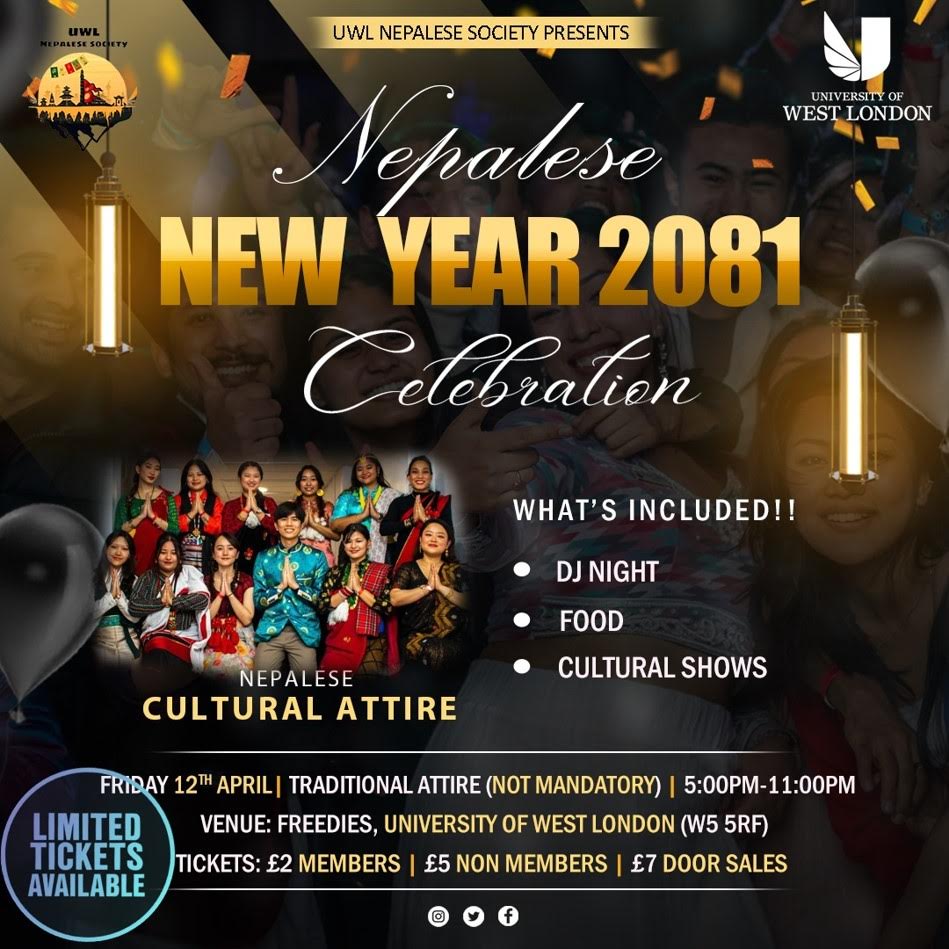 UWL
NEPALESE SOCIETY
UWL NEPALESE SOCIETY PRESENTS
UNIVERSITY OF
WEST LONDON
Nepalese
NEW YEAR 2081
Celebration
WHAT'S INCLUDED!!
• DJ NIGHT
• FOOD
• CULTURAL SHOWS
NEPALESE
CULTURAL ATTIRE
FRIDAY 12TH APRIL| TRADITIONAL ATTIRE (NOT MANDATORY) | 5:00PM-11:00PM
VENUE: FREEDIES, UNIVERSITY OF WEST LONDON (W5 5RF)
TICKETS: £2 MEMBERS | £5 NON MEMBERS | £7 DOOR SALES
LIMITED
TICKETS
AVAILABLE